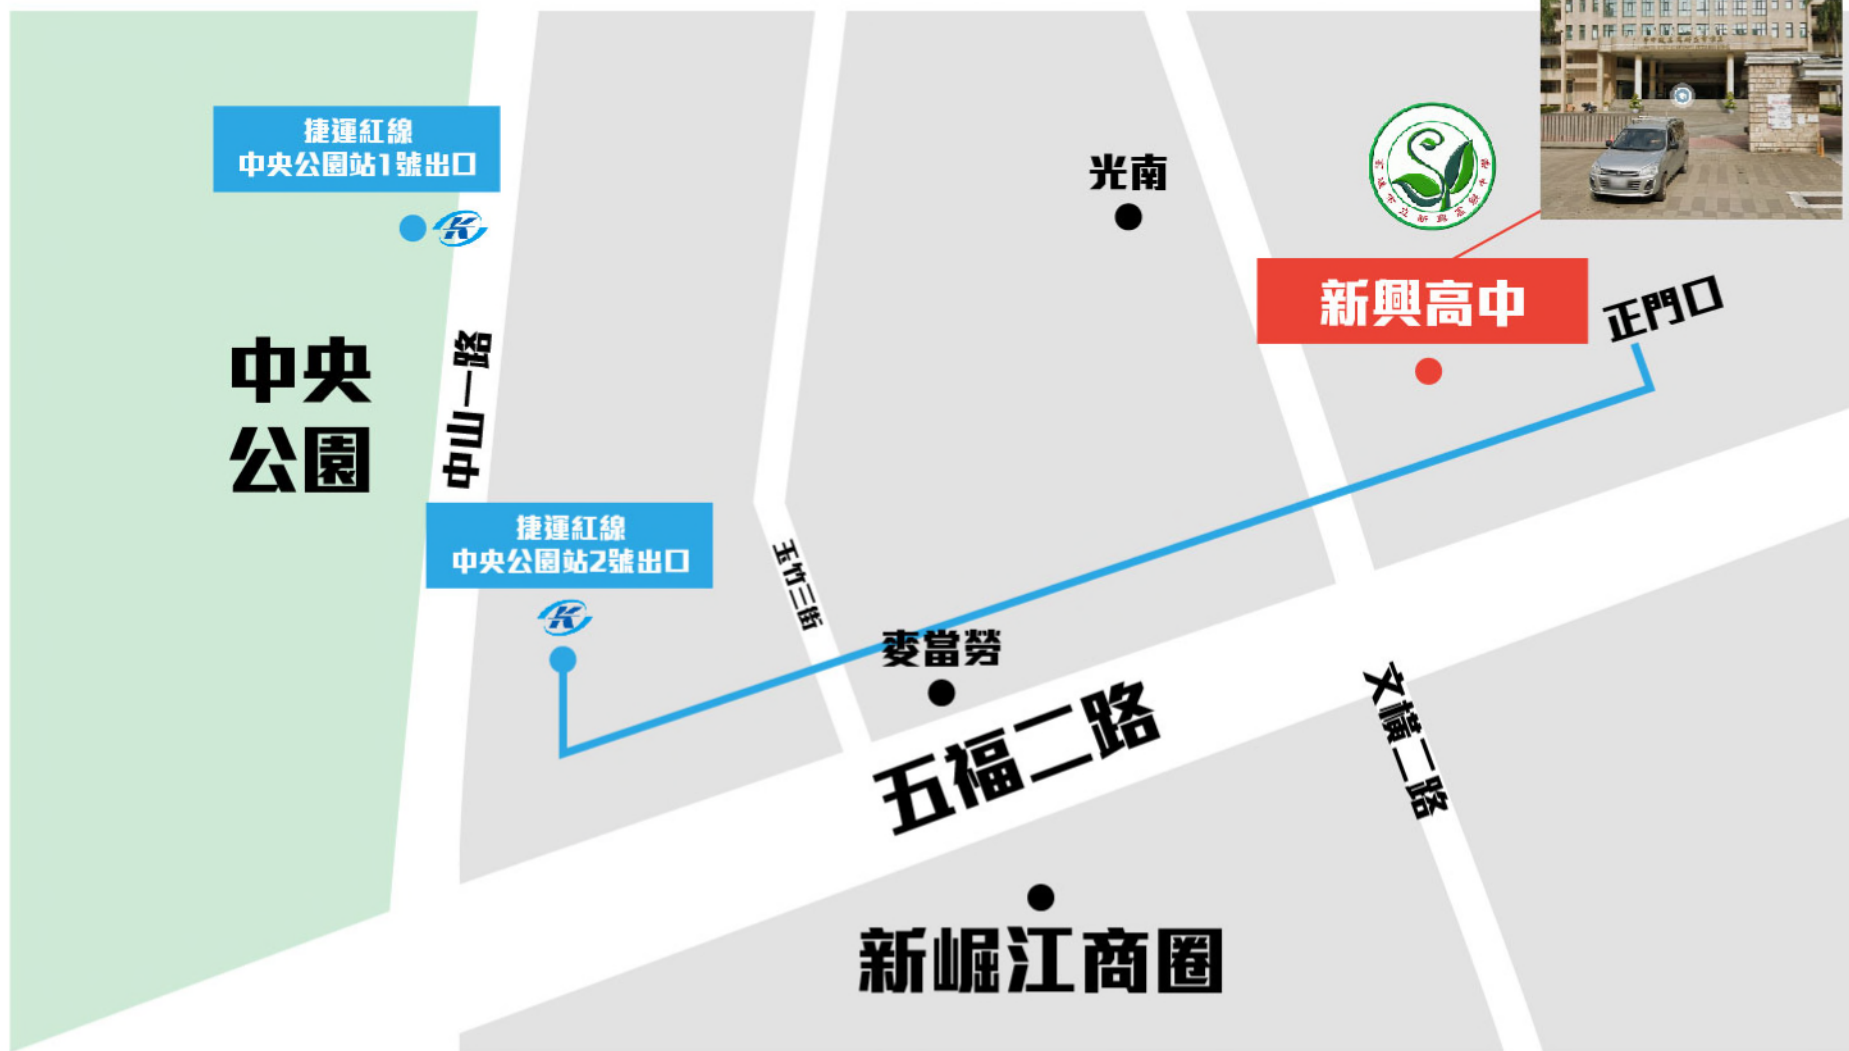 捷運紅線
中央公園站1號出口
光南
新興高中
正門口
中央
公園
中山一路
捷運紅線
中央公園站2號出口
玉竹三街
麥當勞
五福二路
文橫二路
新崛江商圈